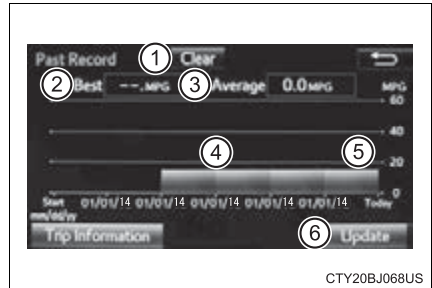 Past Record 1 Clear
2 Best --.-MPG 3 Average 0.0MPG MPG
60
40
4 5
20
0
Start 01/01/14 01/01/14 01/01/14 01/01/14 01/01/14 Today
mm/dd/yy
Trip Information 6 Update
CTY20BJ068US